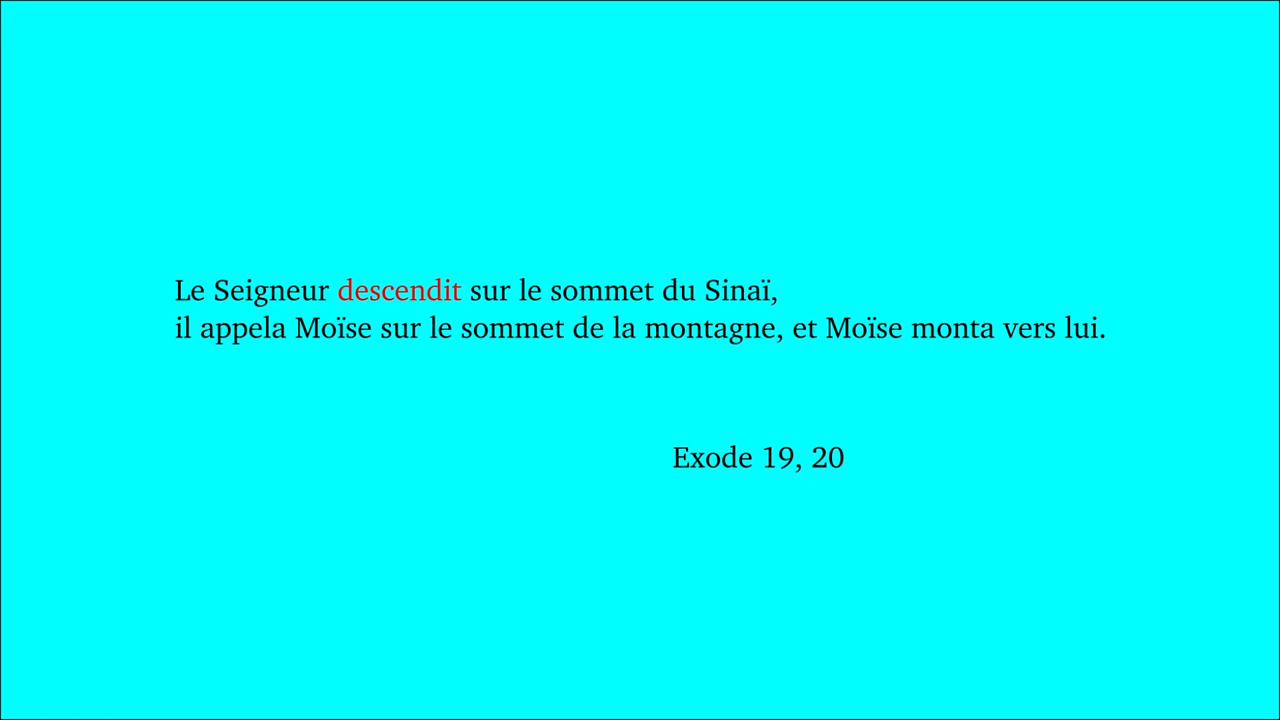 Le Seigneur descendit sur le sommet du Sinaï,
il appela Moïse sur le sommet de la montagne, et Moïse monta vers lui.
Exode 19, 20